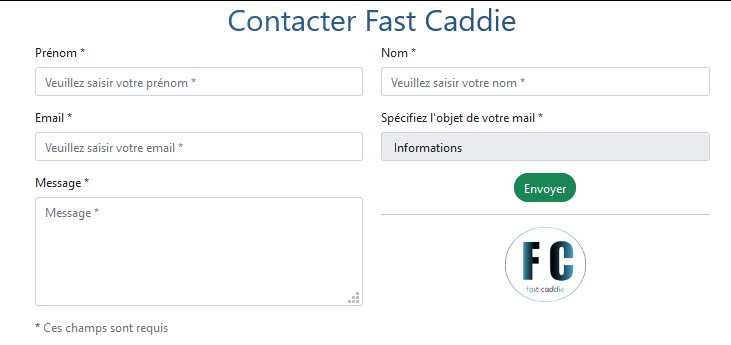 Contacter Fast Caddie
Prénom *
Nom *
Veuillez saisir votre prénom *
Veuillez saisir votre nom *
Email *
Spécifiez l'objet de votre mail *
Veuillez saisir votre email *
Informations
Message *
Envoyer
Message *
FC
fast caddie
* Ces champs sont requis